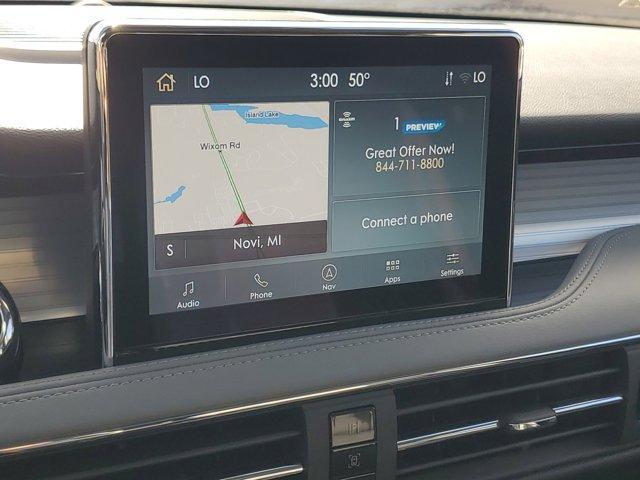 LO 3:00 50° LO
Island Lake
Wixom Rd
S Novi, MI
1 PREVIEW
Great Offer Now!
844-711-8800
Connect a phone
Audio Phone Nav Apps Settings